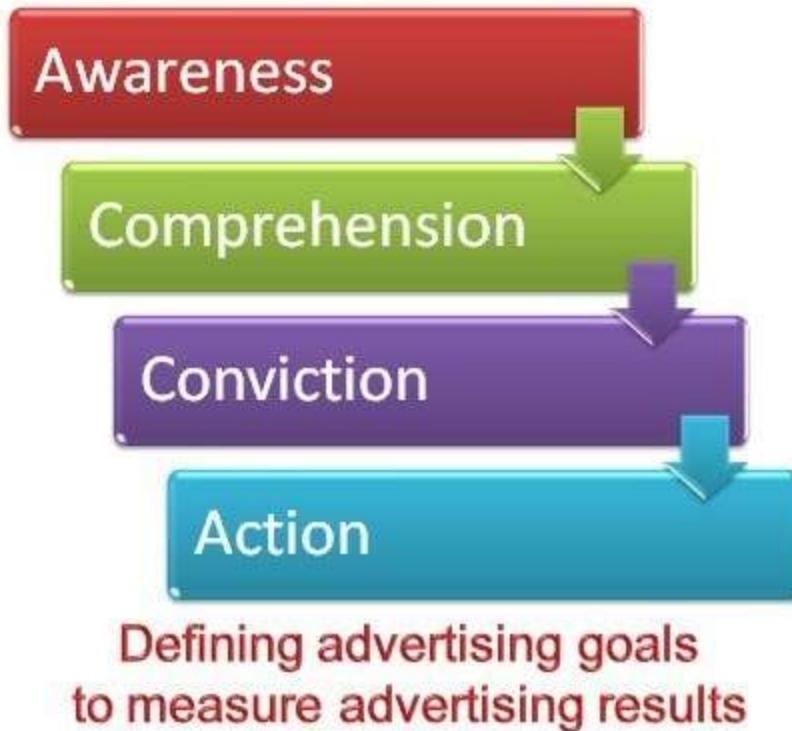 Awareness
Comprehension
Conviction
Action
Defining advertising goals
to measure advertising results